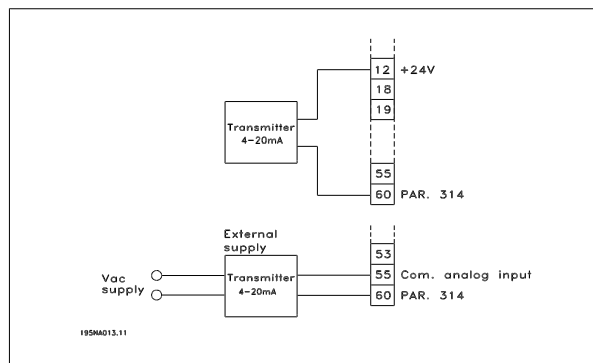 12 +24V
18
19
Transmitter
4-20mA
55
60 PAR. 314
External
supply
53
Vac
supply
Transmitter
4-20mA
55 Com. analog input
60 PAR. 314
195NA013.11